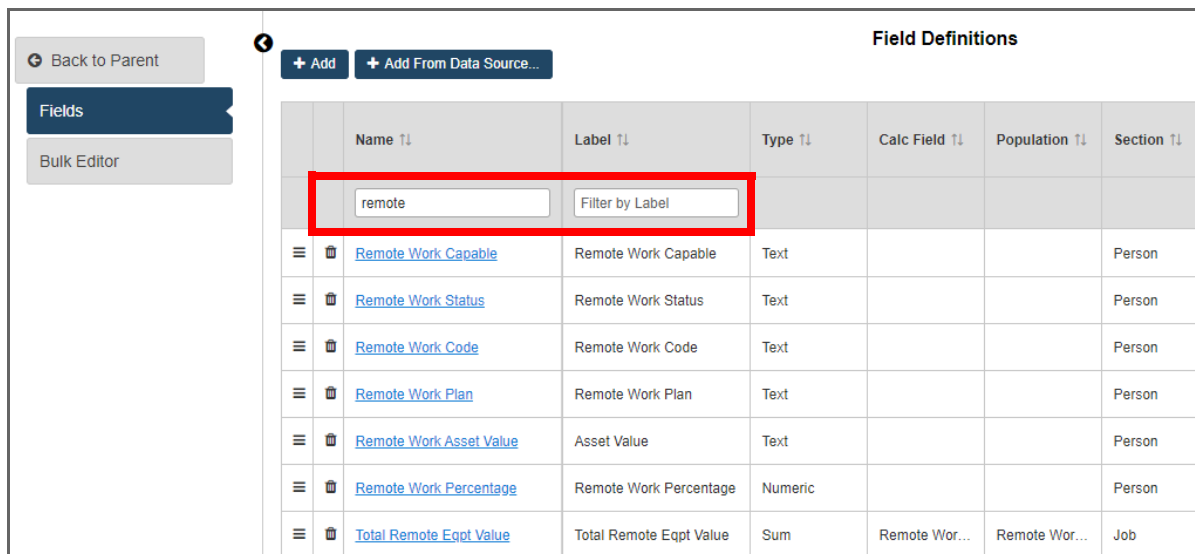 Field Definitions
Back to Parent
Fields
Bulk Editor
+ Add + Add From Data Source...
Name Label Type Calc Field Population Section
remote Filter by Label
Remote Work Capable Remote Work Capable Text Person
Remote Work Status Remote Work Status Text Person
Remote Work Code Remote Work Code Text Person
Remote Work Plan Remote Work Plan Text Person
Remote Work Asset Value Asset Value Text Person
Remote Work Percentage Remote Work Percentage Numeric Person
Total Remote Eqpt Value Total Remote Eqpt Value Sum Remote Wor... Remote Wor... Job